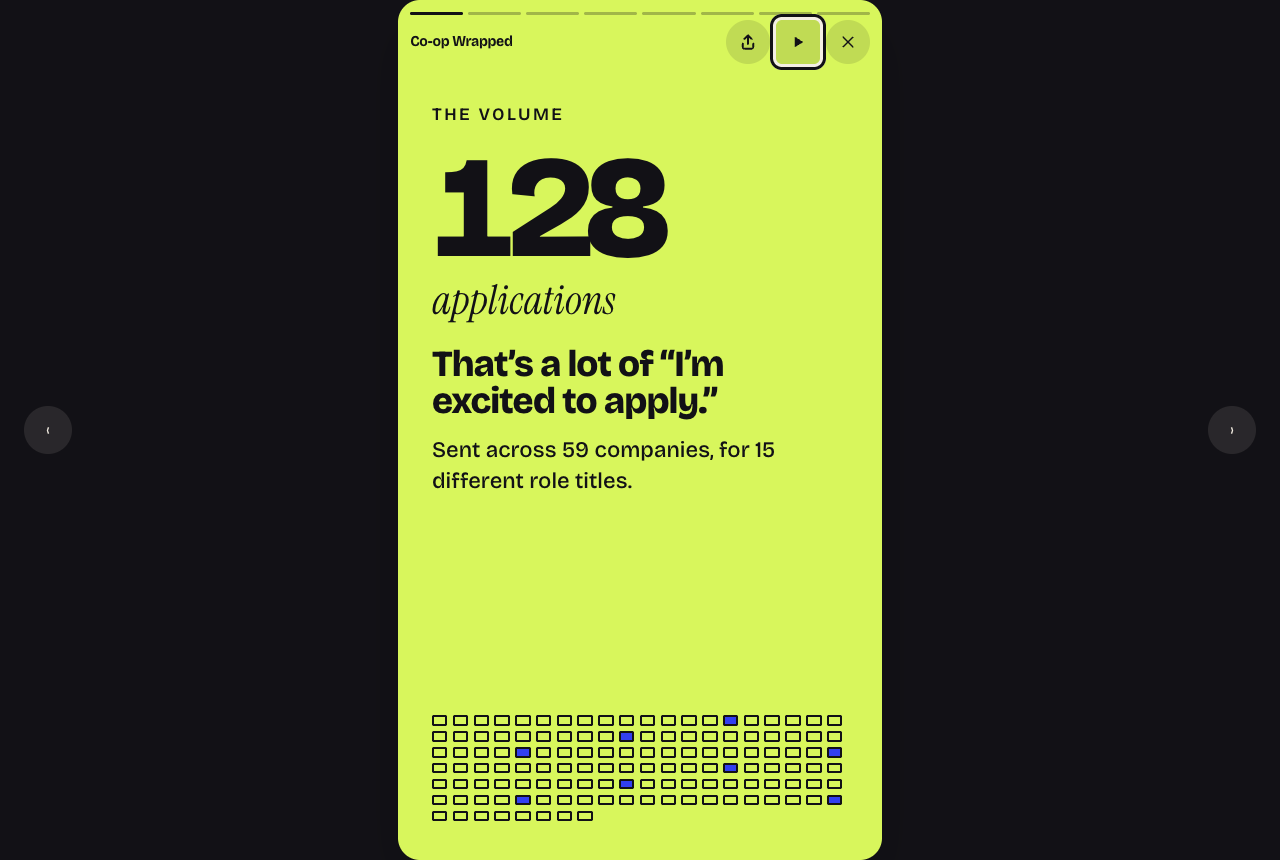 Co-op Wrapped
THE VOLUME
128
applications
That’s a lot of “I’m
excited to apply.”
Sent across 59 companies, for 15
different role titles.